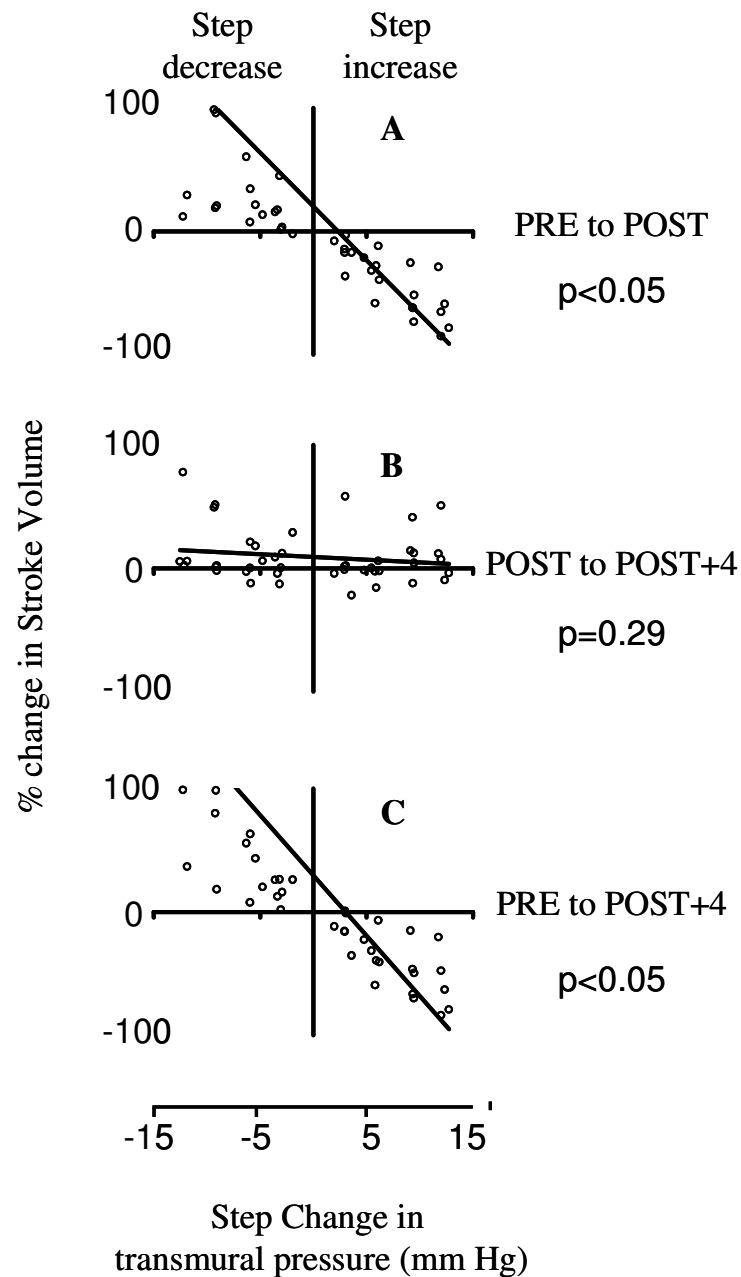 Step
decrease
Step
increase
100
A
0
PRE to POST
p<0.05
-100
% change in Stroke Volume
100
B
0
POST to POST+4
p=0.29
-100
100
C
0
PRE to POST+4
p<0.05
-100
-15 -5 5 15
Step Change in
transmural pressure (mm Hg)